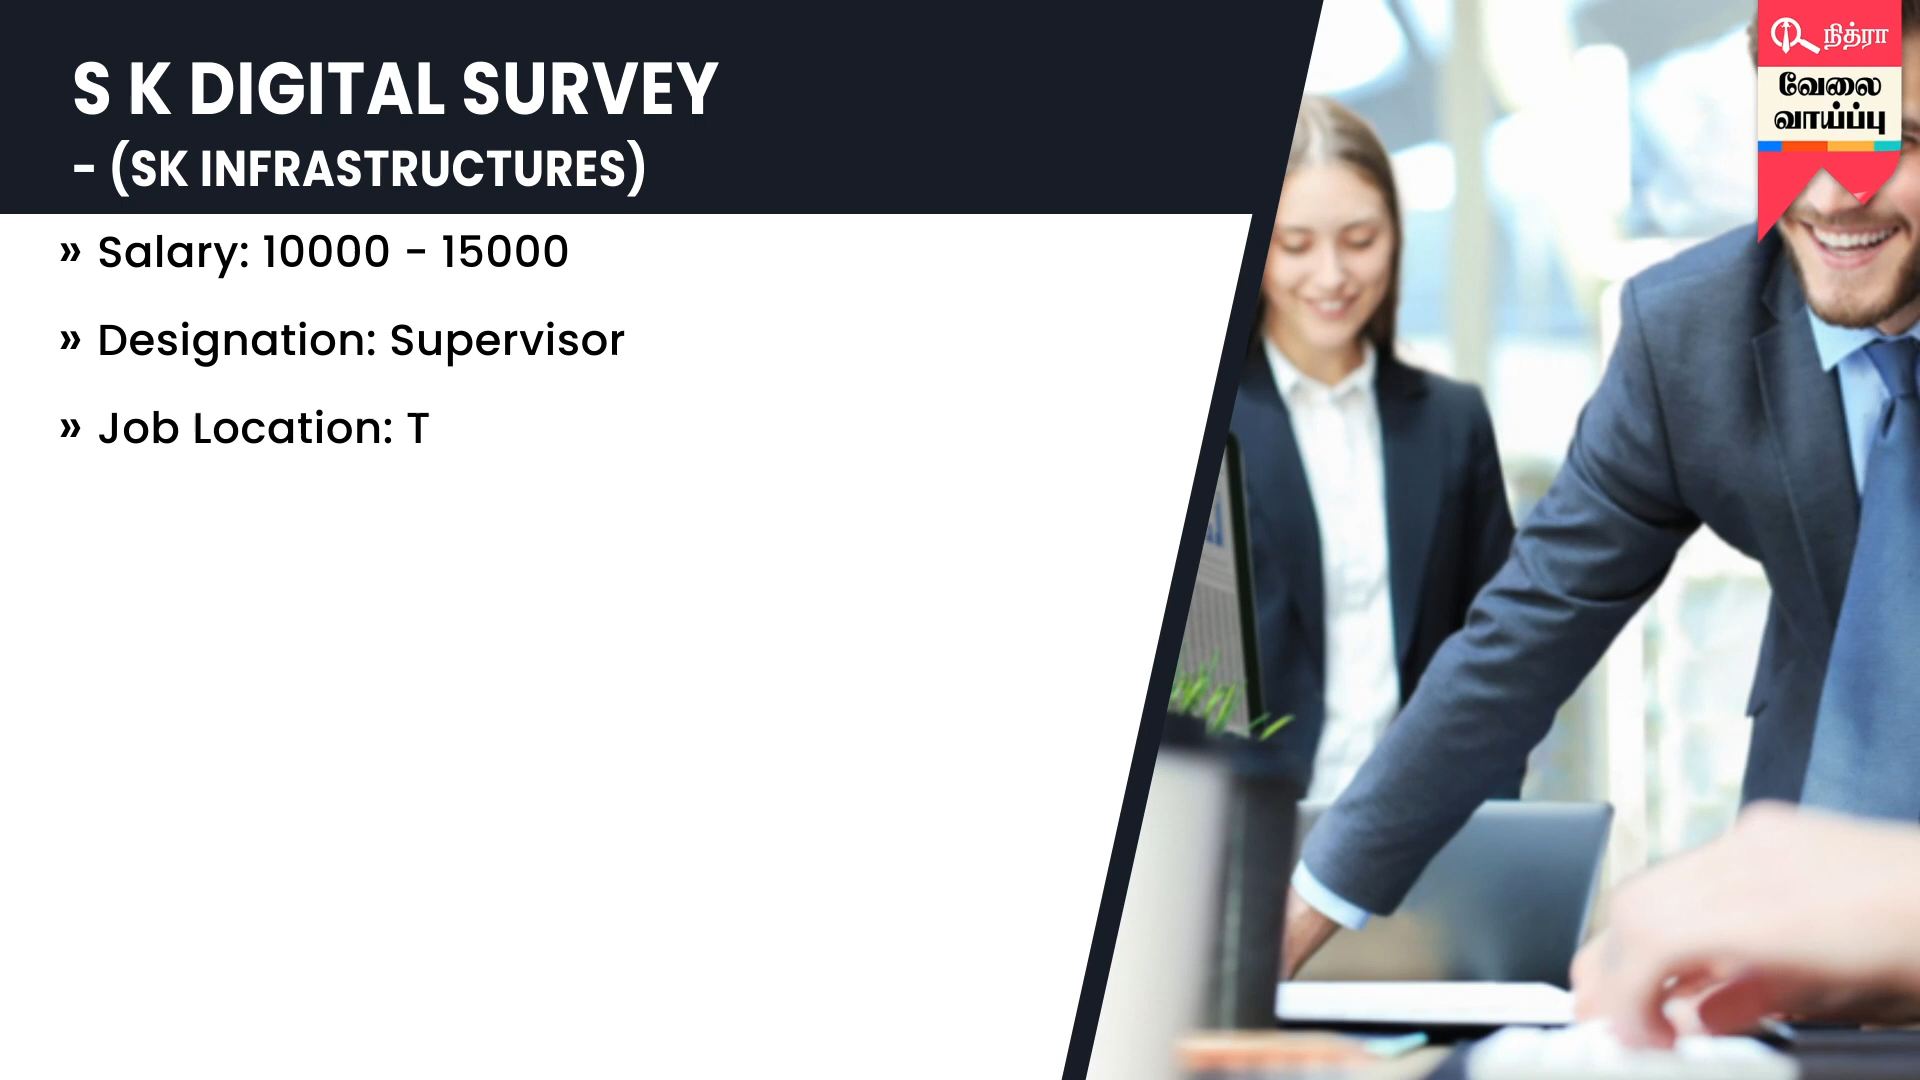 S K DIGITAL SURVEY
- (SK INFRASTRUCTURES)
» Salary: 10000 - 15000
» Designation: Supervisor
» Job Location: T
நித்ரா
வேலை
வாய்ப்பு